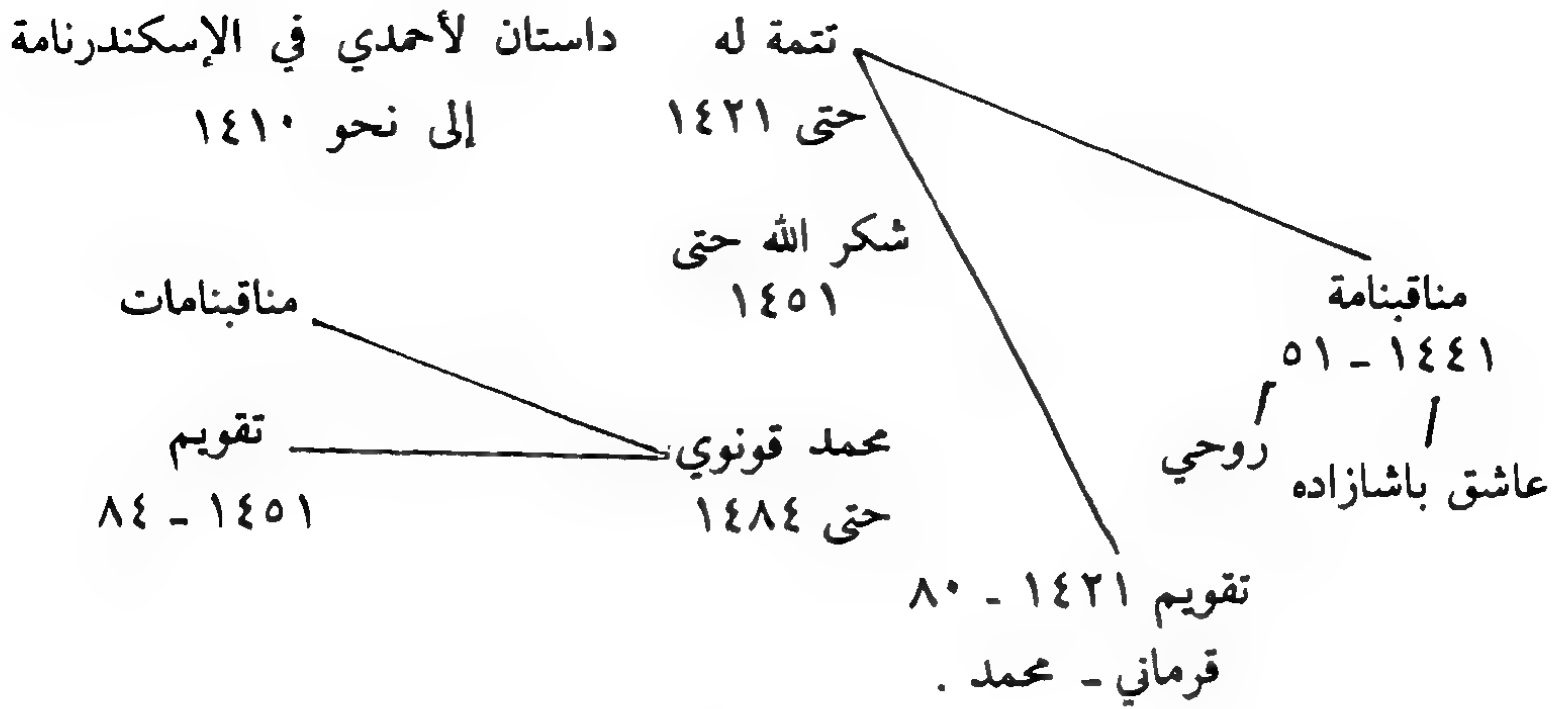 تتمة له داستان لأحمدي في الإسكندرنامة
حتى ١٤٢١ إلى نحو ١٤١٠
شكر الله حتى
١٤٥١
مناقبنامة
١٤٤١ - ٥١
روحي
عاشق باشازاده
مناقبنامات
محمد قونوي
حتى ١٤٨٤
تقويم
١٤٥١ - ٨٤
تقويم ١٤٢١ - ٨٠
قرماني - محمد .